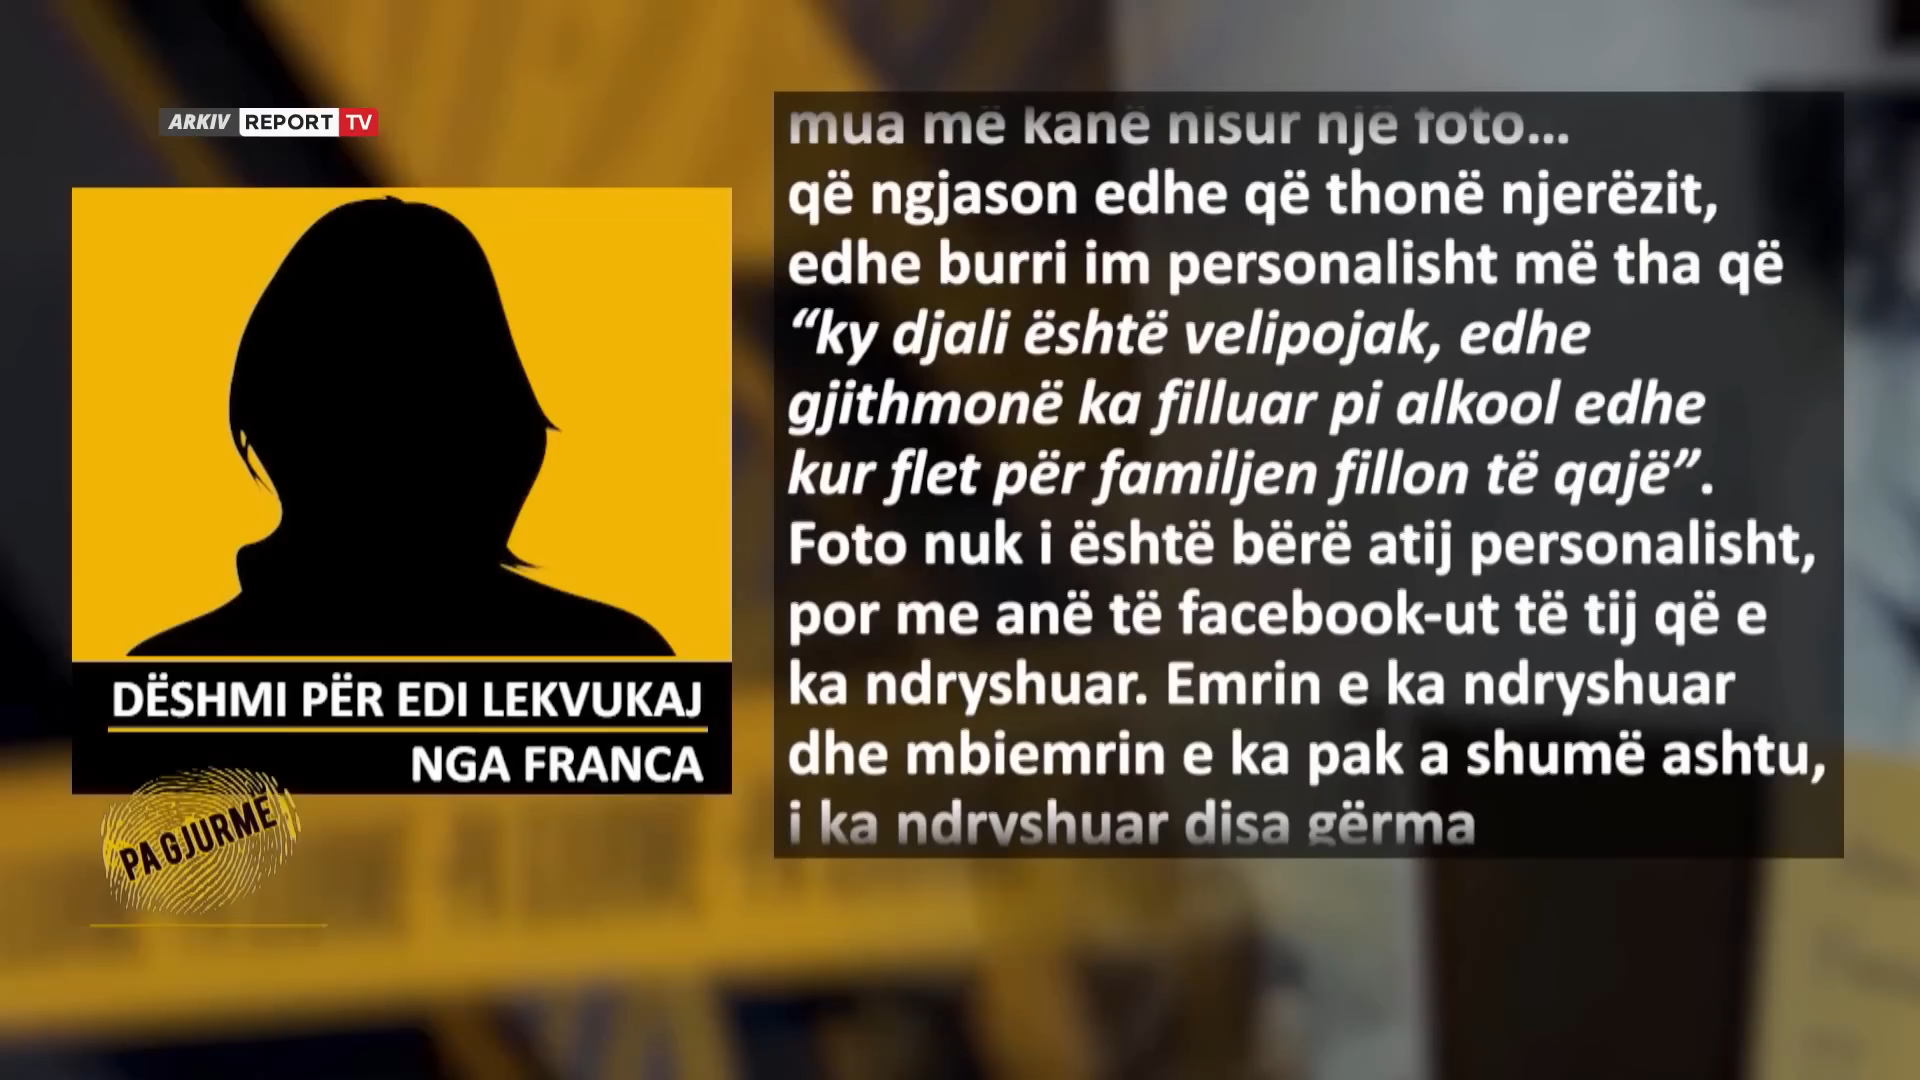 ARKIV REPORT TV
mua më kanë nisur një foto...
që ngjason edhe që thonë njerëzit,
edhe burri im personalisht më tha që
“ky djali është velipojak, edhe
gjithmonë ka filluar pi alkool edhe
kur flet për familjen fillon të qajë”.
Foto nuk i është bërë atij personalisht,
por me anë të facebook-ut të tij që e
ka ndryshuar. Emrin e ka ndryshuar
dhe mbiemrin e ka pak a shumë ashtu,
i ka ndryshuar disa gërma
DËSHMI PËR EDI LEKVUKAJ
NGA FRANCA
PA GJURMË